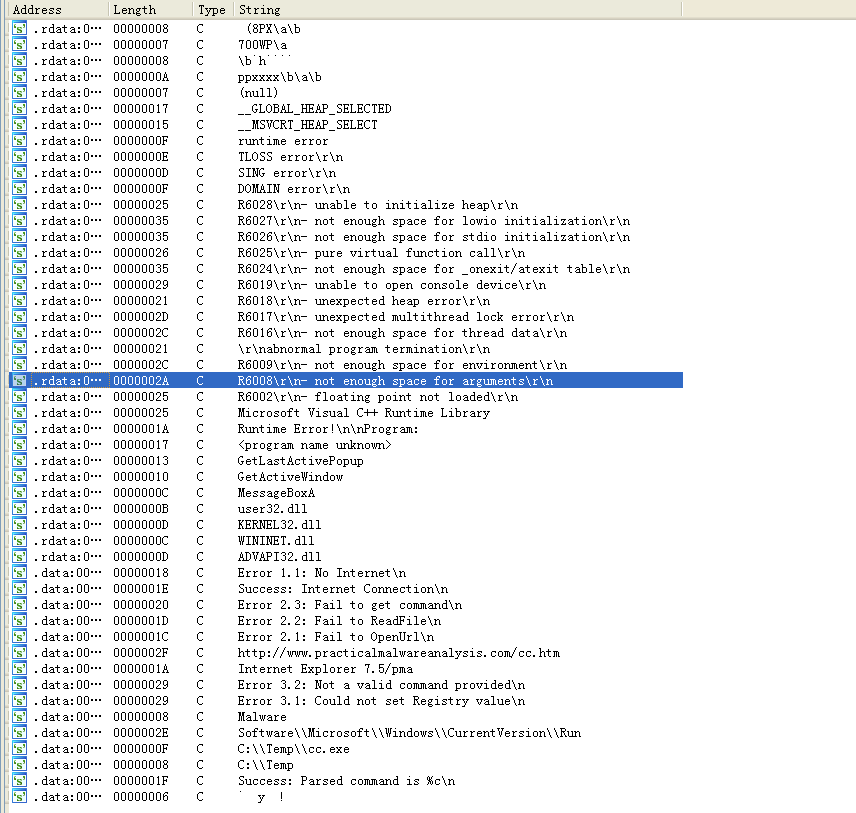 Address Length Type String
.rdata:0… 00000008 C (8PX\a\b
.rdata:0… 00000007 C 700WP\a
.rdata:0… 00000008 C \b`h````
.rdata:0… 0000000A C ppxxxx\b\a\b
.rdata:0… 00000007 C (null)
.rdata:0… 00000017 C __GLOBAL_HEAP_SELECTED
.rdata:0… 00000015 C __MSVCRT_HEAP_SELECT
.rdata:0… 0000000F C runtime error
.rdata:0… 0000000E C TLOSS error\r\n
.rdata:0… 0000000D C SING error\r\n
.rdata:0… 0000000F C DOMAIN error\r\n
.rdata:0… 00000025 C R6028\r\n- unable to initialize heap\r\n
.rdata:0… 00000035 C R6027\r\n- not enough space for lowio initialization\r\n
.rdata:0… 00000035 C R6026\r\n- not enough space for stdio initialization\r\n
.rdata:0… 00000026 C R6025\r\n- pure virtual function call\r\n
.rdata:0… 00000035 C R6024\r\n- not enough space for _onexit/atexit table\r\n
.rdata:0… 00000029 C R6019\r\n- unable to open console device\r\n
.rdata:0… 00000021 C R6018\r\n- unexpected heap error\r\n
.rdata:0… 0000002D C R6017\r\n- unexpected multithread lock error\r\n
.rdata:0… 0000002C C R6016\r\n- not enough space for thread data\r\n
.rdata:0… 00000021 C \r\nabnormal program termination\r\n
.rdata:0… 0000002C C R6009\r\n- not enough space for environment\r\n
.rdata:0… 0000002A C R6008\r\n- not enough space for arguments\r\n
.rdata:0… 00000025 C R6002\r\n- floating point not loaded\r\n
.rdata:0… 00000025 C Microsoft Visual C++ Runtime Library
.rdata:0… 0000001A C Runtime Error!\n\nProgram:
.rdata:0… 00000017 C <program name unknown>
.rdata:0… 00000013 C GetLastActivePopup
.rdata:0… 00000010 C GetActiveWindow
.rdata:0… 0000000C C MessageBoxA
.rdata:0… 0000000B C user32.dll
.rdata:0… 0000000D C KERNEL32.dll
.rdata:0… 0000000C C WININET.dll
.rdata:0… 0000000D C ADVAPI32.dll
.data:00… 00000018 C Error 1.1: No Internet\n
.data:00… 0000001E C Success: Internet Connection\n
.data:00… 00000020 C Error 2.3: Fail to get command\n
.data:00… 0000001D C Error 2.2: Fail to ReadFile\n
.data:00… 0000001C C Error 2.1: Fail to OpenUrl\n
.data:00… 0000002F C http://www.practicalmalwareanalysis.com/cc.htm
.data:00… 0000001A C Internet Explorer 7.5/pma
.data:00… 00000029 C Error 3.2: Not a valid command provided\n
.data:00… 00000029 C Error 3.1: Could not set Registry value\n
.data:00… 00000008 C Malware
.data:00… 0000002E C Software\\Microsoft\\Windows\\CurrentVersion\\Run
.data:00… 0000000F C C:\\Temp\\cc.exe
.data:00… 00000008 C C:\\Temp
.data:00… 0000001F C Success: Parsed command is %c\n
.data:00… 00000006 C ` y !